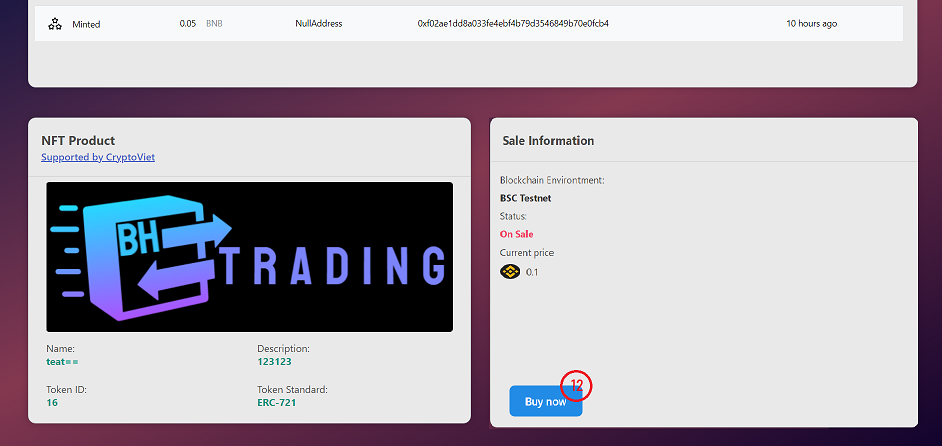 Minted 0.05 BNB NullAddress 0xf02ae1dd8a033fe4ebf4b79d3546849b70e0fcb4 10 hours ago
NFT Product
Supported by CryptoViet
BH
TRADING
Name: Description:
teat== 123123
Token ID: Token Standard:
16 ERC-721
Sale Information
Blockchain Environtment:
BSC Testnet
Status:
On Sale
Current price
0.1
12
Buy now